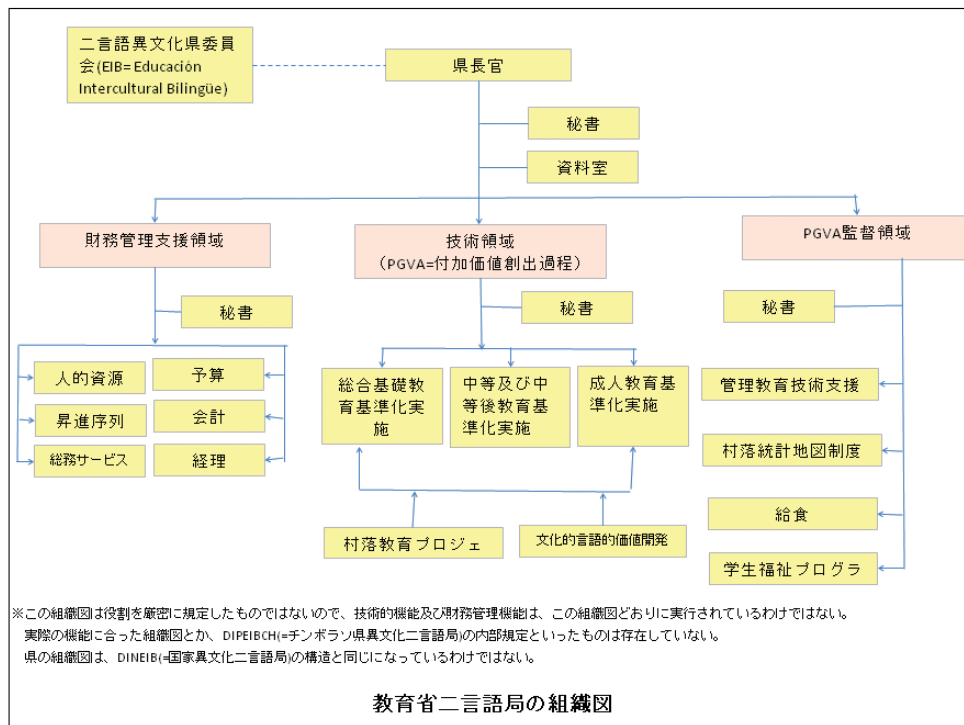 二言語異文化県委員
会(EIB= Educación
Intercultural Bilingüe)
県長官
秘書
資料室
財務管理支援領域
技術領域
（PGVA=付加価値創出過程）
PGVA監督領域
秘書
秘書
秘書
人的資源
予算
昇進序列
会計
総務サービス
経理
総合基礎教
育基準化実
施
中等及び中
等後教育基
準化実施
成人教育基
準化実施
村落教育プロジェ
文化的言語的価値開発
管理教育技術支援
村落統計地図制度
給食
学生福祉プログラ
※この組織図は役割を厳密に規定したものではないので、技術的機能及び財務管理機能は、この組織図どおりに実行されているわけではない。
実際の機能に合った組織図とか、DIPEIBCH(=チンボラソ県異文化二言語局)の内部規定といったものは存在していない。
県の組織図は、DINEIB(=国家異文化二言語局)の構造と同じになっているわけではない。
教育省二言語局の組織図